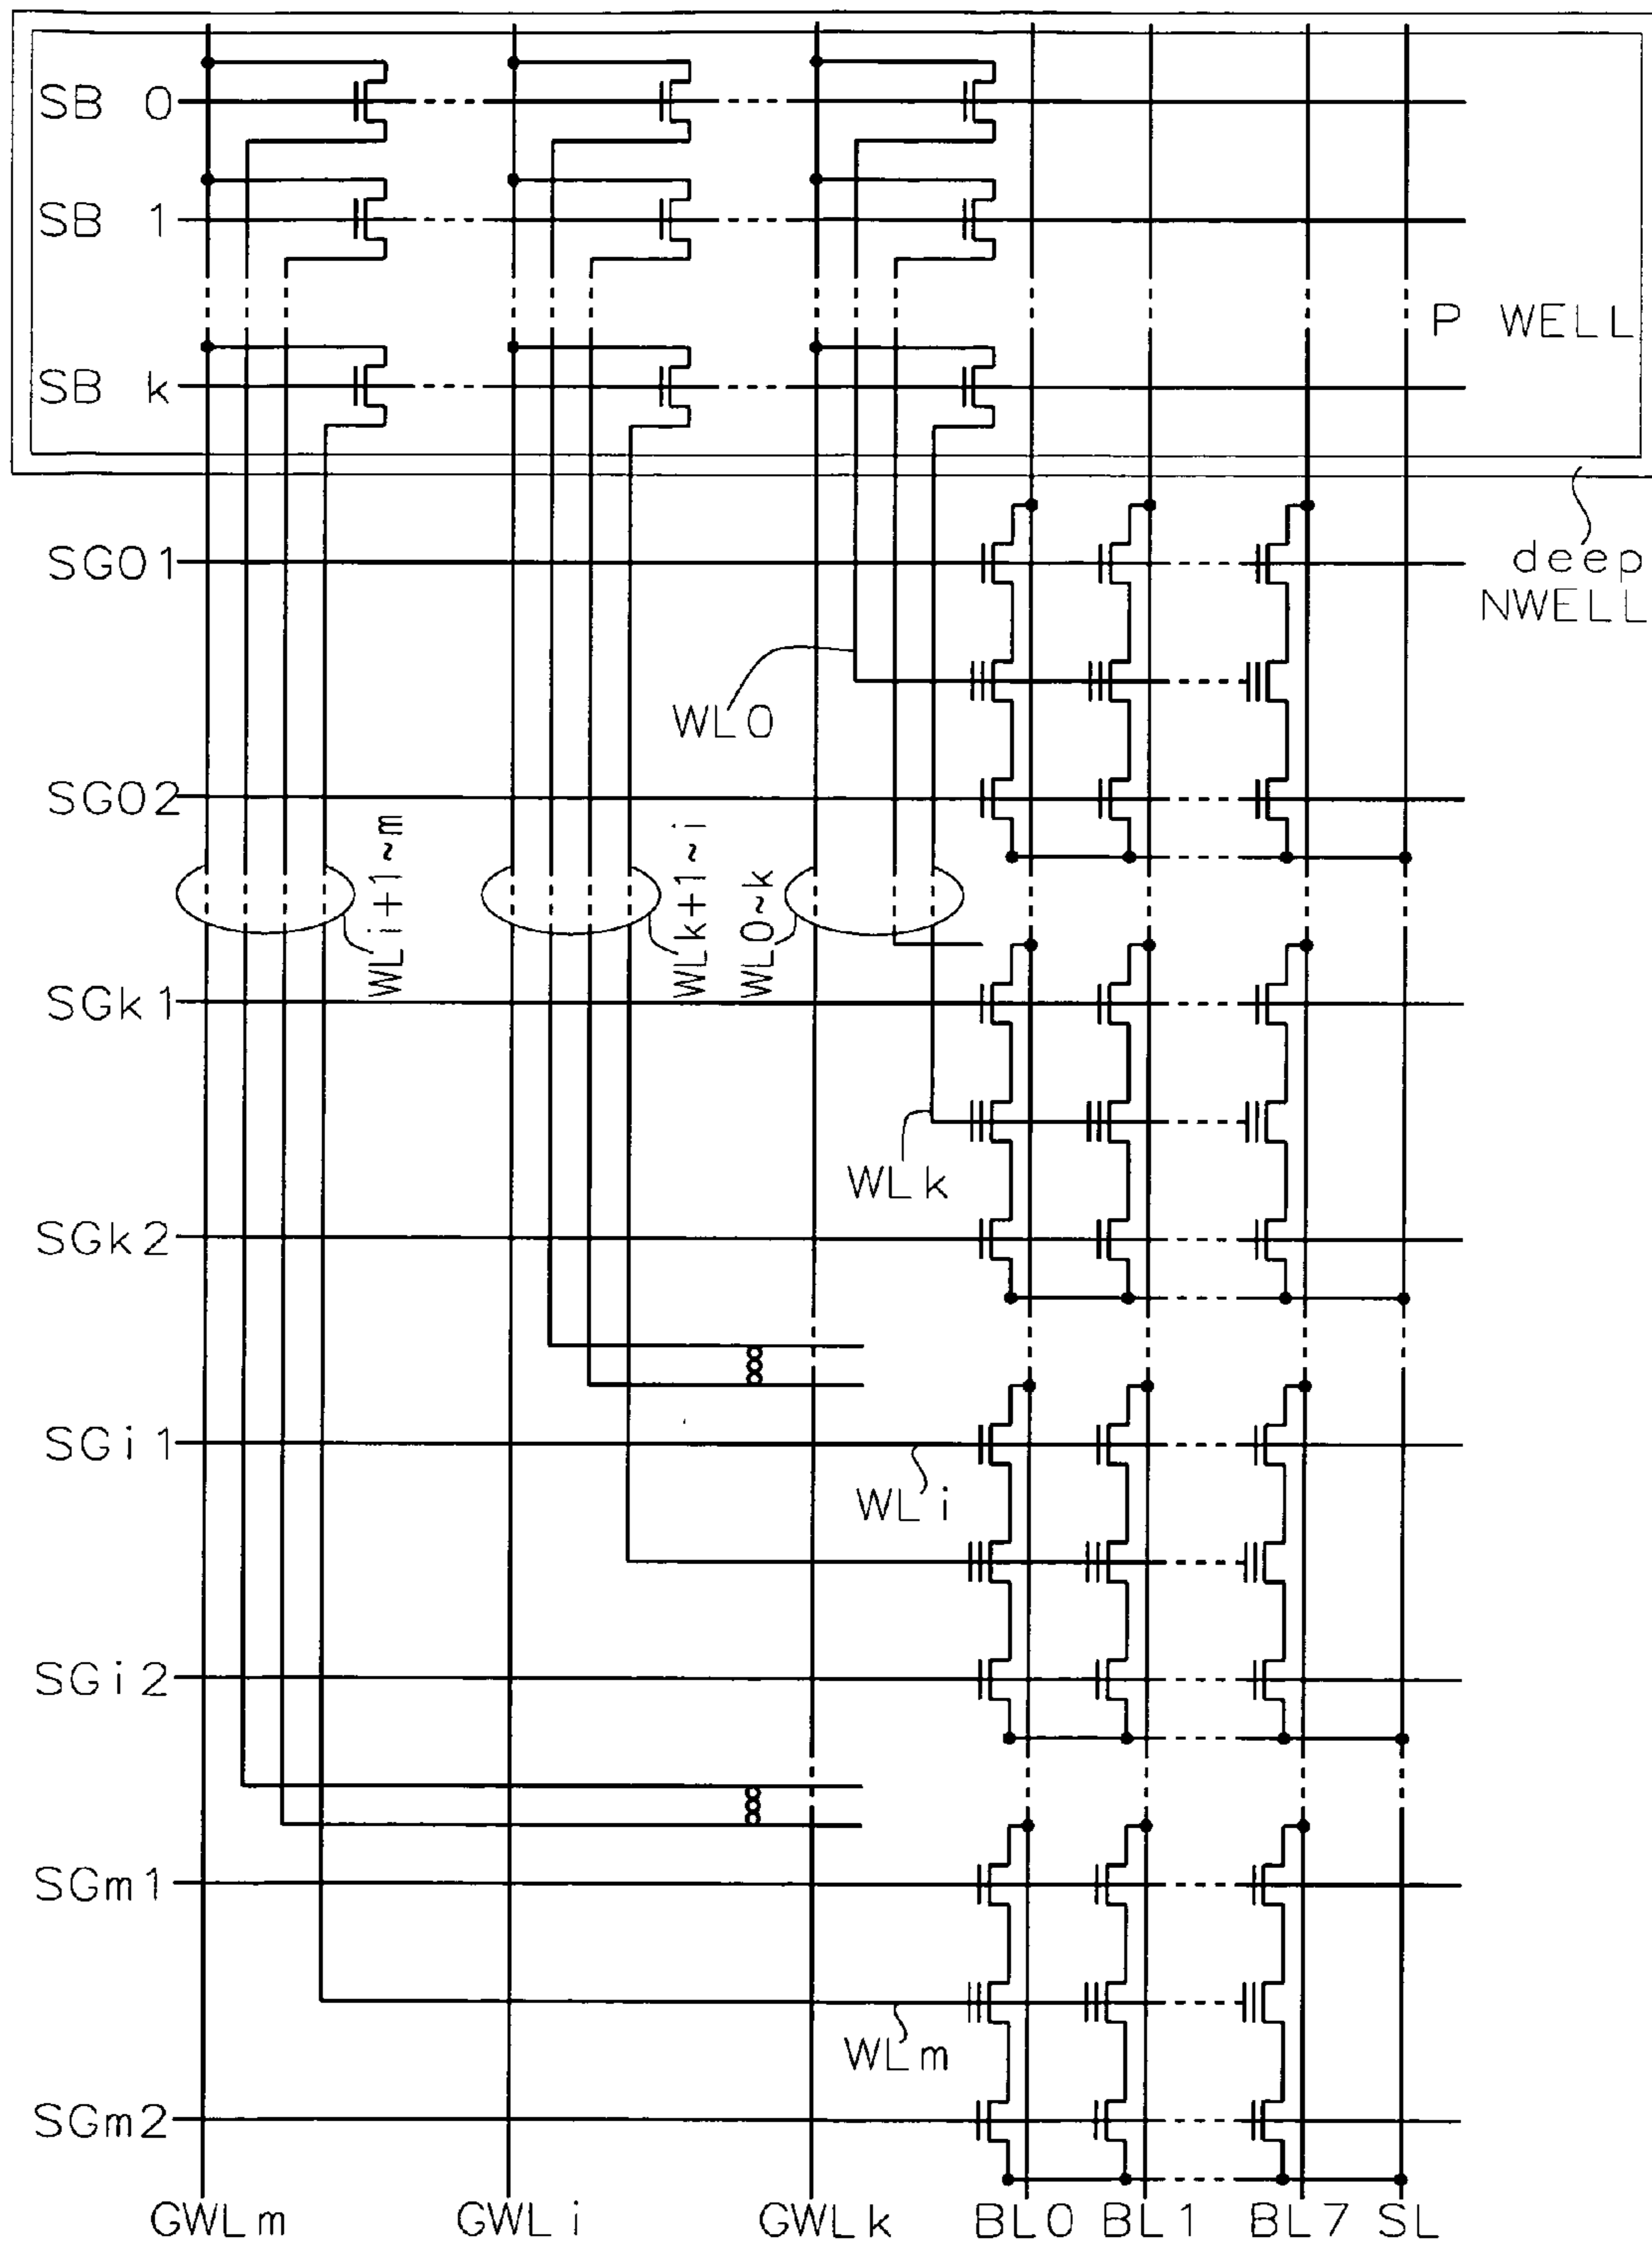 SB 0
SB 1
P WELL
SB k
SG01
deep
NWELL
WL0
SG02
WLi+1~m
WLk+1~i
WL0~k
SGk1
WLk
SGk2
SGi1
WLi
SGi2
SGm1
WLm
SGm2
GWLm GWLi GWLk BL0 BL1 BL7 SL